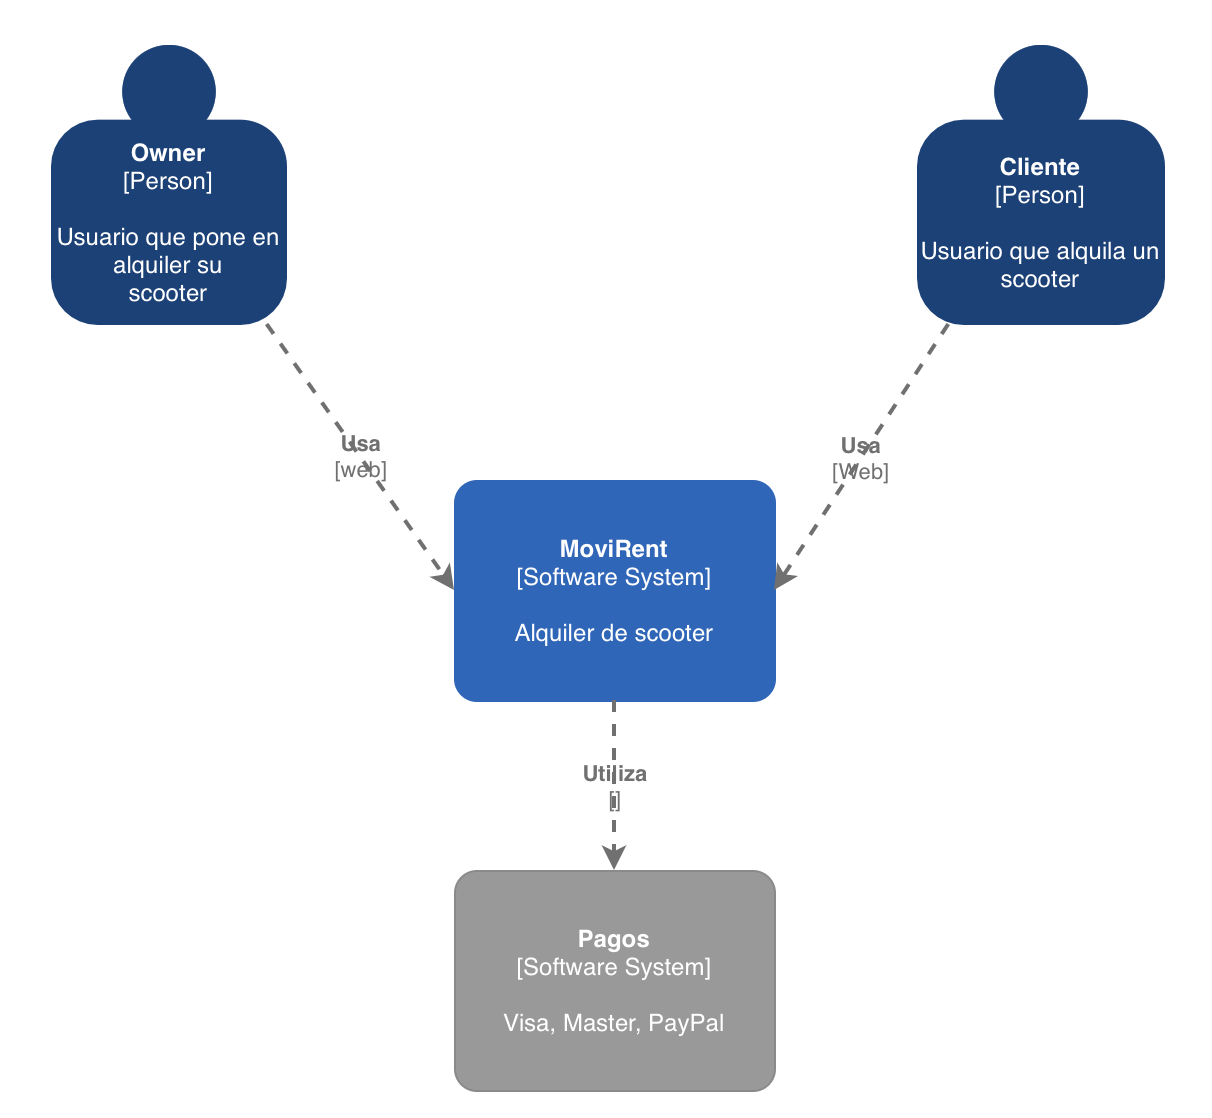 Owner
[Person]
Usuario que pone en
alquiler su
scooter
Cliente
[Person]
Usuario que alquila un
scooter
Usa
[web]
Usa
[Web]
MoviRent
[Software System]
Alquiler de scooter
Utiliza
[]
Pagos
[Software System]
Visa, Master, PayPal